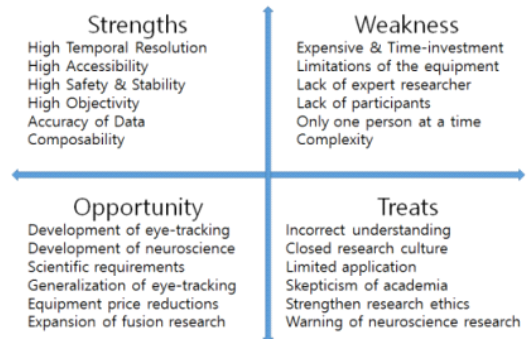 Strengths
High Temporal Resolution
High Accessibility
High Safety & Stability
High Objectivity
Accuracy of Data
Composability
Weakness
Expensive & Time-investment
Limitations of the equipment
Lack of expert researcher
Lack of participants
Only one person at a time
Complexity
Opportunity
Development of eye-tracking
Development of neuroscience
Scientific requirements
Generalization of eye-tracking
Equipment price reductions
Expansion of fusion research
Treats
Incorrect understanding
Closed research culture
Limited application
Skepticism of academia
Strengthen research ethics
Warning of neuroscience research